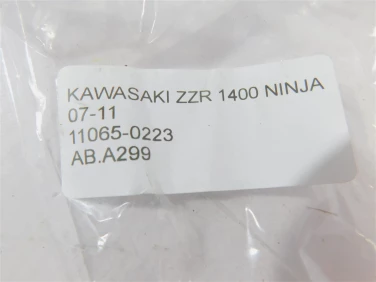 KAWASAKI ZZR 1400 NINJA
07-11
11065-0223
AB.A299